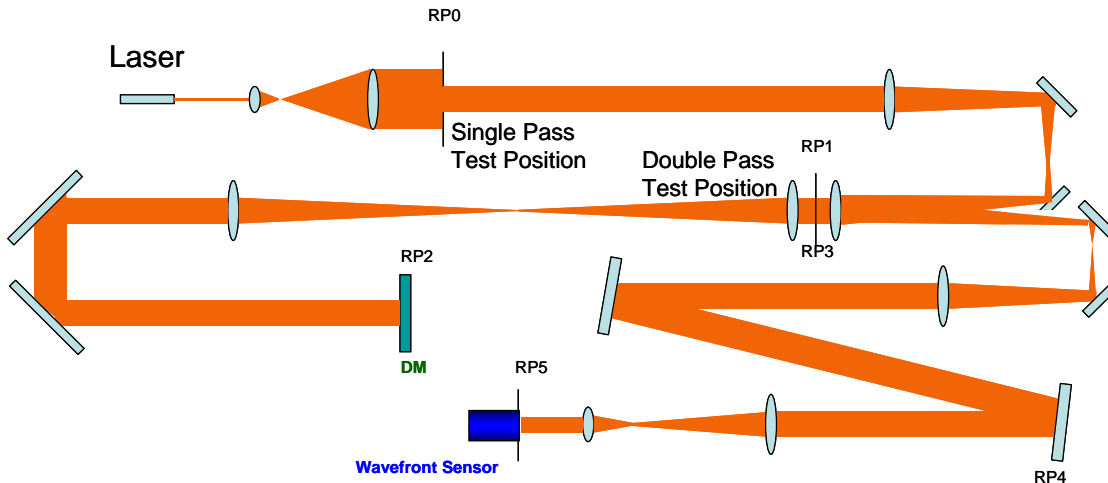 RP0
Laser
Single Pass
Test Position
Double Pass
Test Position
RP1
RP3
RP2
DM
RP5
Wavefront Sensor
RP4